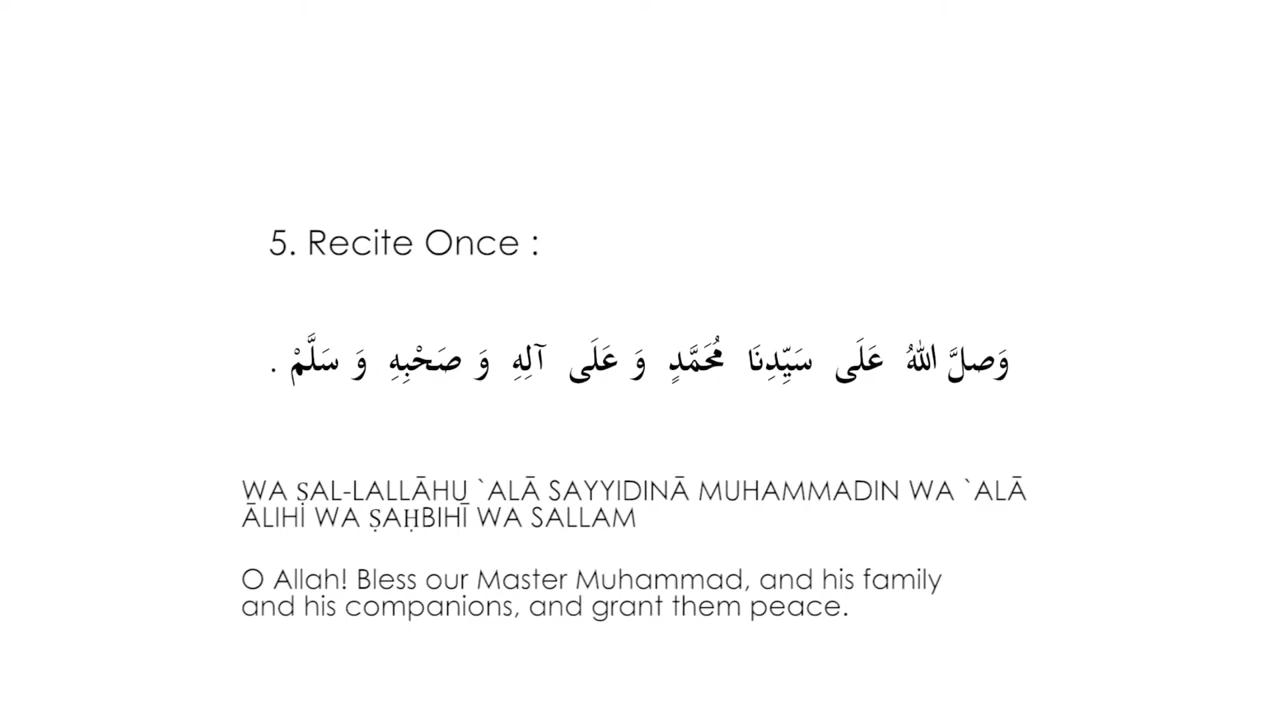 5. Recite Once :
وَصلَّ اللهُ عَلَى سَيِّدِنَا مُحَمَّدٍ وَ عَلَى آلِهِ وَ صَحْبِهِ وَ سَلَّمْ .
WA ṢAL-LALLĀHU `ALĀ SAYYIDINĀ MUHAMMADIN WA `ALĀ
ĀLIHĪ WA ṢAḤBIHĪ WA SALLAM
O Allah! Bless our Master Muhammad, and his family
and his companions, and grant them peace.